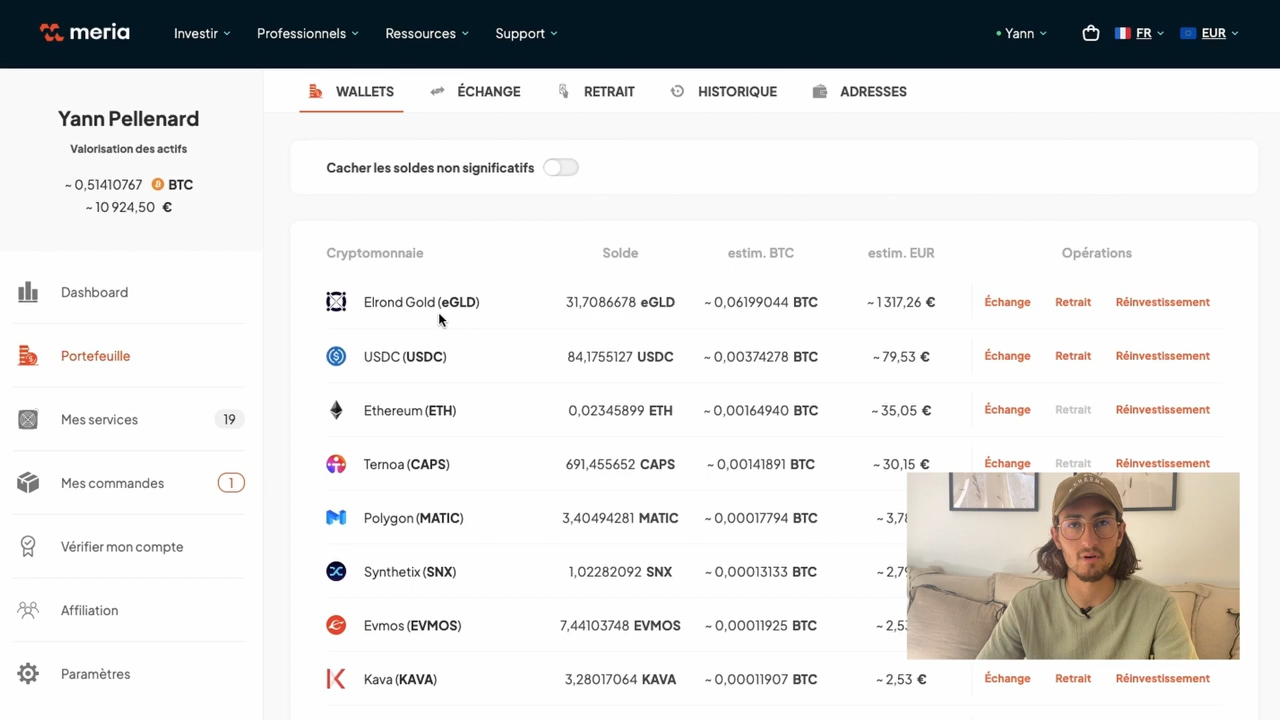 meria
Investir
Professionnels
Ressources
Support
Yann
FR
EUR
Yann Pellenard
Valorisation des actifs
~ 0,51410767 BTC
~ 10 924,50 €
Dashboard
Portefeuille
Mes services 19
Mes commandes 1
Vérifier mon compte
Affiliation
Paramètres
WALLETS
ÉCHANGE
RETRAIT
HISTORIQUE
ADRESSES
Cacher les soldes non significatifs
Cryptomonnaie Solde estim. BTC estim. EUR Opérations
Elrond Gold (eGLD) 31,7086678 eGLD ~ 0,06199044 BTC ~ 1 317,26 € Échange Retrait Réinvestissement
USDC (USDC) 84,1755127 USDC ~ 0,00374278 BTC ~ 79,53 € Échange Retrait Réinvestissement
Ethereum (ETH) 0,02345899 ETH ~ 0,00164940 BTC ~ 35,05 € Échange Retrait Réinvestissement
Ternoa (CAPS) 691,455652 CAPS ~ 0,00141891 BTC ~ 30,15 € Échange Retrait Réinvestissement
Polygon (MATIC) 3,40494281 MATIC ~ 0,00017794 BTC ~ 3,78
Synthetix (SNX) 1,02282092 SNX ~ 0,00013133 BTC ~ 2,79
Evmos (EVMOS) 7,44103748 EVMOS ~ 0,00011925 BTC ~ 2,53
Kava (KAVA) 3,28017064 KAVA ~ 0,00011907 BTC ~ 2,53 € Échange Retrait Réinvestissement